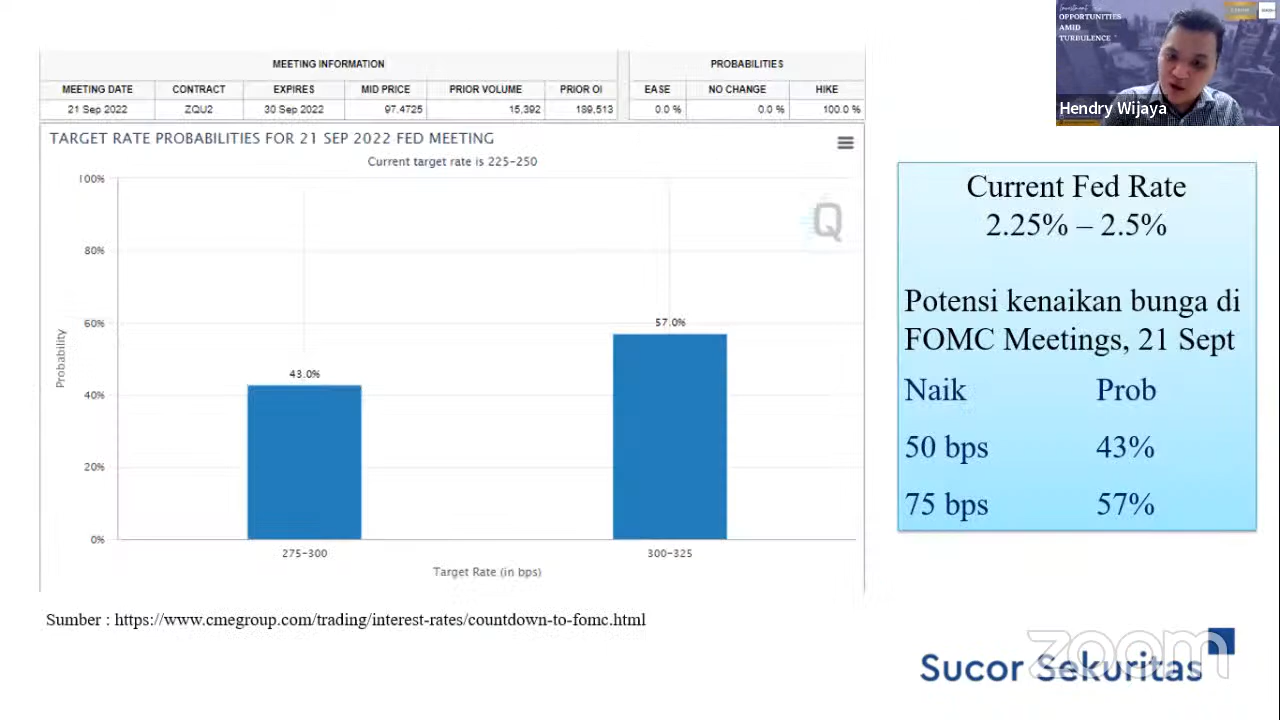 Investment
OPPORTUNITIES
AMID
TURBULENCE
Hendry Wijaya
MEETING INFORMATION
PROBABILITIES
MEETING DATE CONTRACT EXPIRES MID PRICE PRIOR VOLUME PRIOR OI EASE NO CHANGE HIKE
21 Sep 2022 ZQU2 30 Sep 2022 97.4725 15,392 189,513 0.0 % 0.0 % 100.0 %
TARGET RATE PROBABILITIES FOR 21 SEP 2022 FED MEETING
Current target rate is 225-250
Probability
100%
80%
60%
40%
20%
0%
43.0%
57.0%
275-300
300-325
Target Rate (in bps)
Q
Current Fed Rate
2.25% – 2.5%
Potensi kenaikan bunga di
FOMC Meetings, 21 Sept
Naik Prob
50 bps 43%
75 bps 57%
Sumber : https://www.cmegroup.com/trading/interest-rates/countdown-to-fomc.html
zoom
Sucor Sekuritas